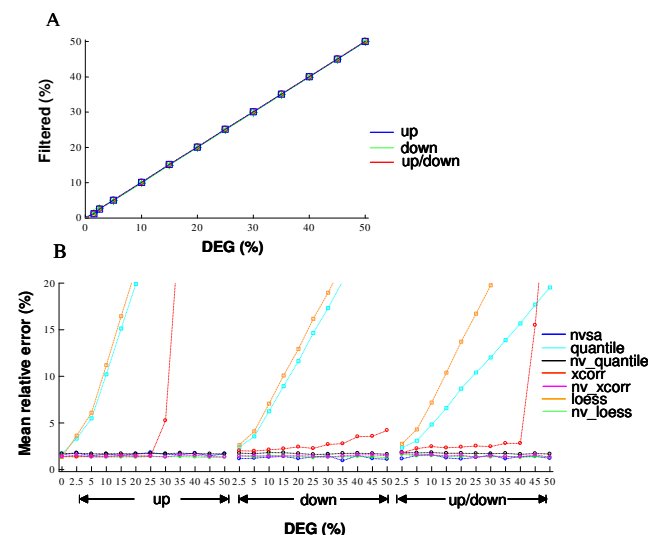 A
50
40
30
20
10
0
Filtered (%)
0 10 20 30 40 50
DEG (%)
up
down
up/down
B
20
15
10
5
0
Mean relative error (%)
0 2.5 5 10 15 20 25 30 35 40 45 50 2.5 5 10 15 20 25 30 35 40 45 50 2.5 5 10 15 20 25 30 35 40 45 50
up down up/down
DEG (%)
nvsa
quantile
nv_quantile
xcorr
nv_xcorr
loess
nv_loess